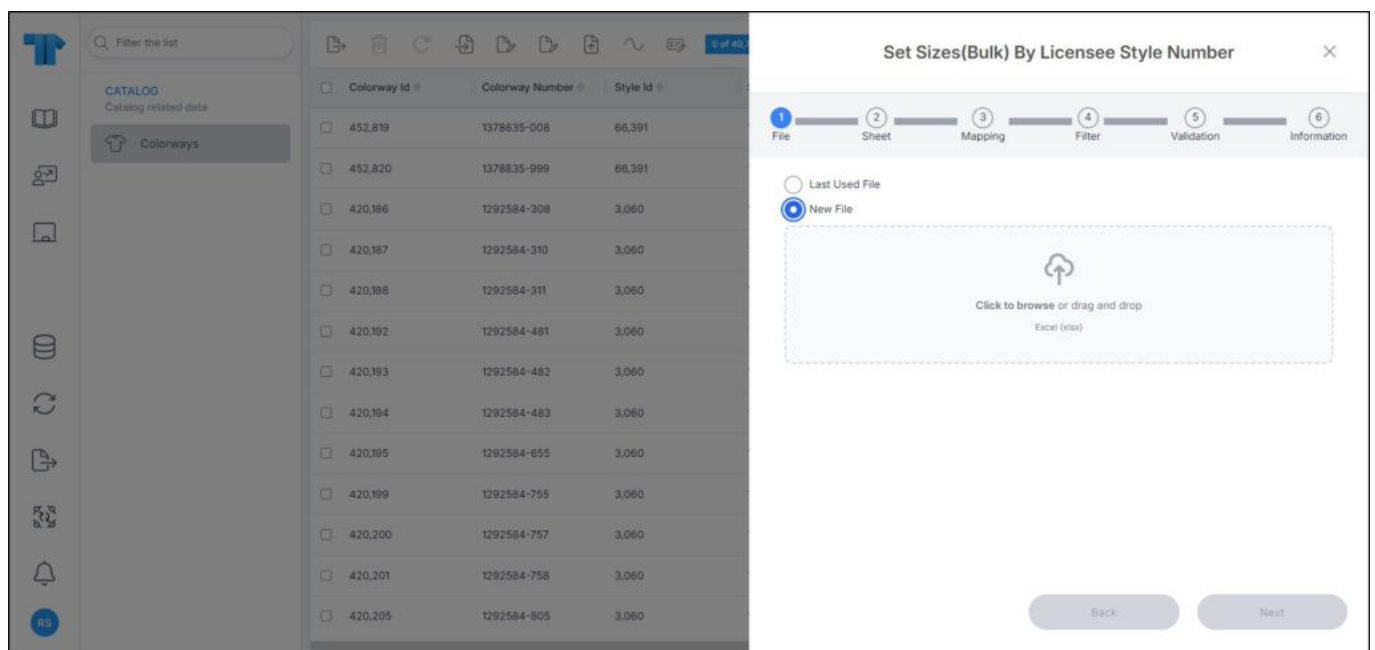 Filter the list
CATALOG
Catalog related data
Colorways
RS
0 of 40,7
Colorway Id Colorway Number Style Id
452,819 1378835-008 66,391
452,820 1378835-999 66,391
420,186 1292584-308 3,060
420,187 1292584-310 3,060
420,188 1292584-311 3,060
420,192 1292584-481 3,060
420,193 1292584-482 3,060
420,194 1292584-483 3,060
420,195 1292584-655 3,060
420,199 1292584-755 3,060
420,200 1292584-757 3,060
420,201 1292584-758 3,060
420,205 1292584-805 3,060
Set Sizes(Bulk) By Licensee Style Number
1 2 3 4 5 6
File Sheet Mapping Filter Validation Information
Last Used File
New File
Click to browse or drag and drop
Excel (xlsx)
Back Next